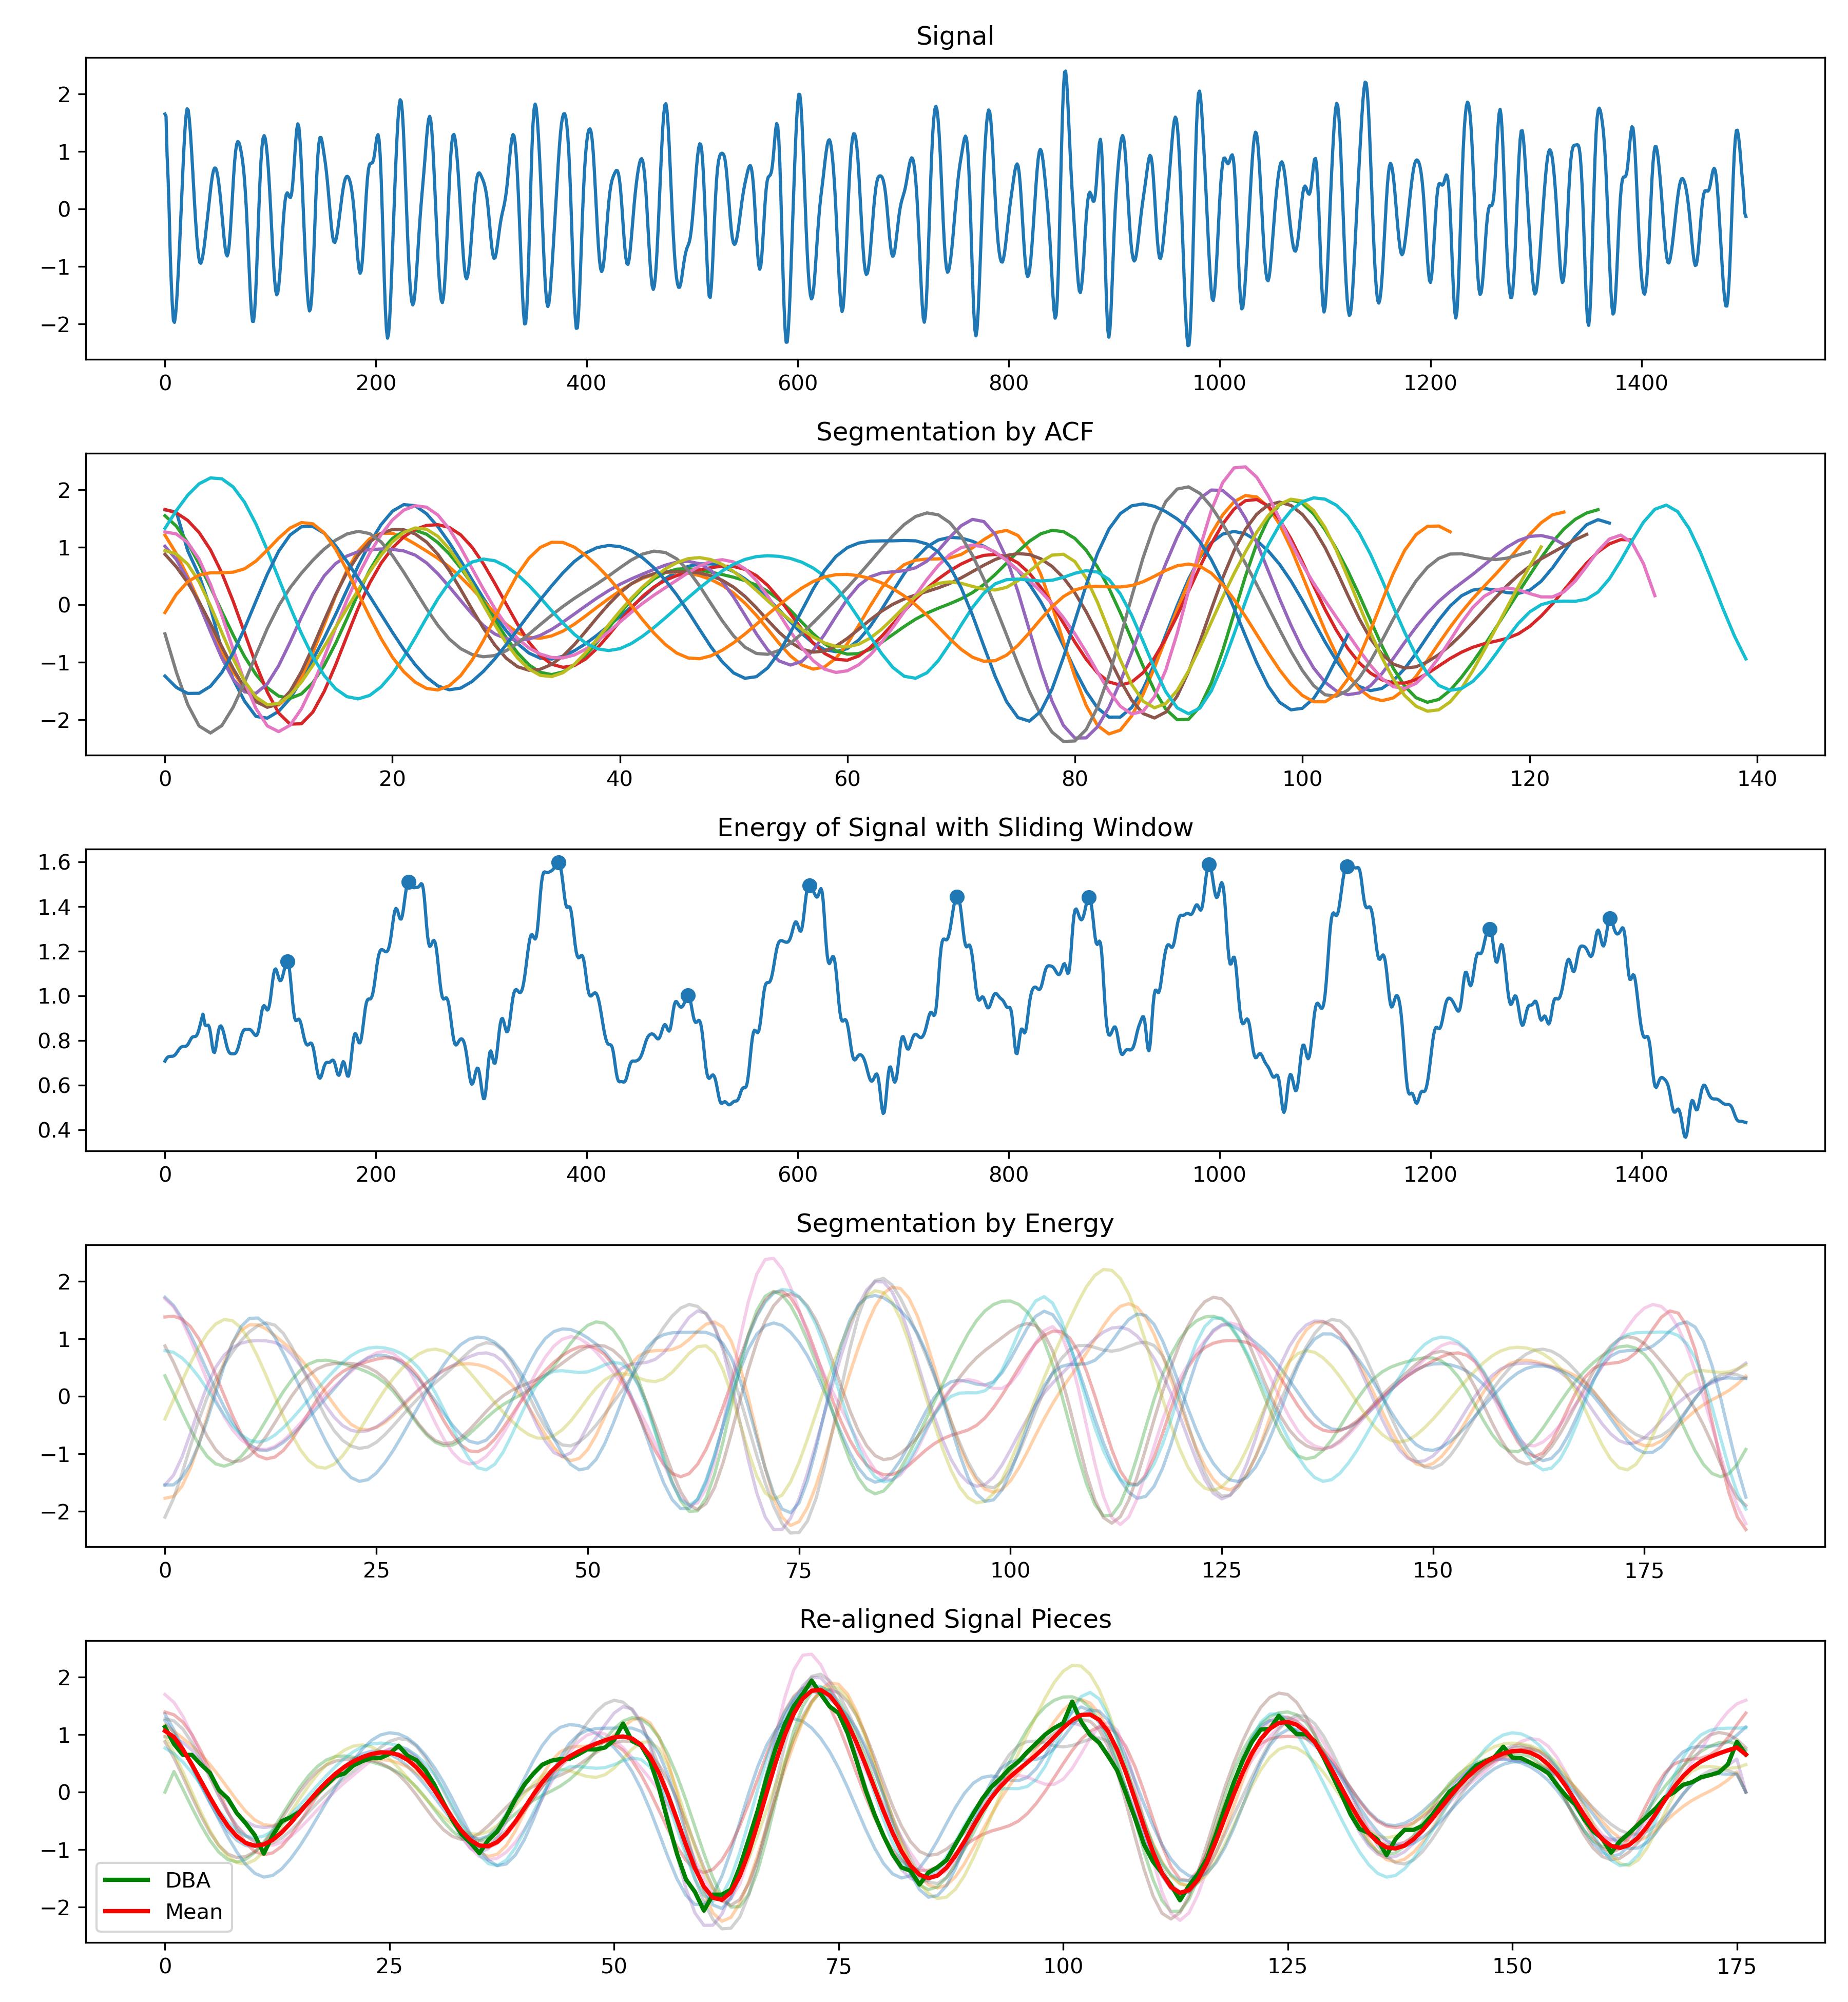 Signal
2
1
0
−1
−2
0 200 400 600 800 1000 1200 1400
Segmentation by ACF
2
1
0
−1
−2
0 20 40 60 80 100 120 140
Energy of Signal with Sliding Window
1.6
1.4
1.2
1.0
0.8
0.6
0.4
0 200 400 600 800 1000 1200 1400
Segmentation by Energy
2
1
0
−1
−2
0 25 50 75 100 125 150 175
Re-aligned Signal Pieces
2
1
0
−1
−2
DBA
Mean
0 25 50 75 100 125 150 175